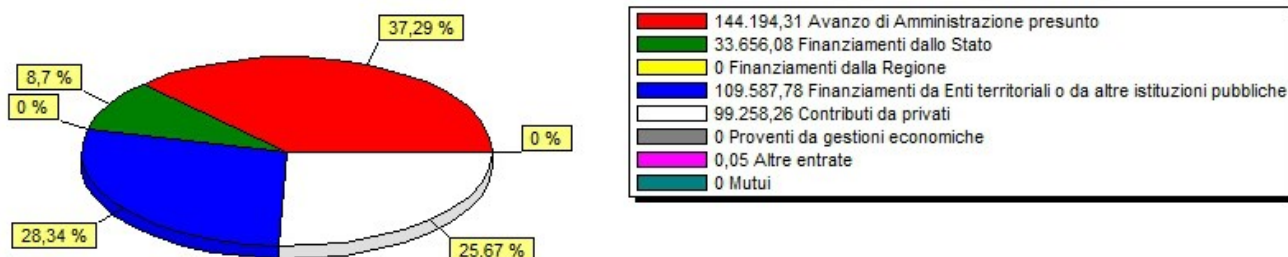 37,29 %
8,7 %
0 %
0 %
28,34 %
25,67 %
144.194,31 Avanzo di Amministrazione presunto
33.656,08 Finanziamenti dallo Stato
0 Finanziamenti dalla Regione
109.587,78 Finanziamenti da Enti territoriali o da altre istituzioni pubbliche
99.258,26 Contributi da privati
0 Proventi da gestioni economiche
0,05 Altre entrate
0 Mutui